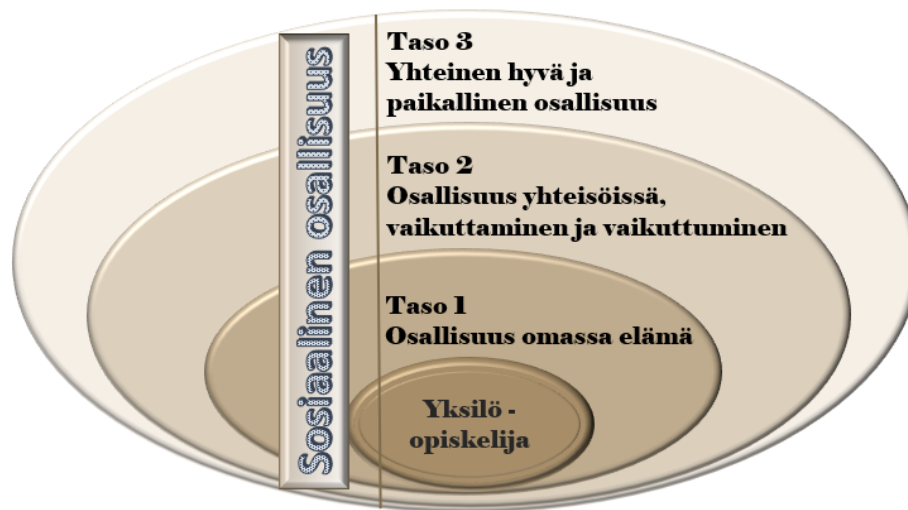 Sosiaalinen osallisuus
Taso 3
Yhteinen hyvä ja
paikallinen osallisuus
Taso 2
Osallisuus yhteisöissä,
vaikuttaminen ja vaikuttuminen
Taso 1
Osallisuus omassa elämä
Yksilö -
opiskelija